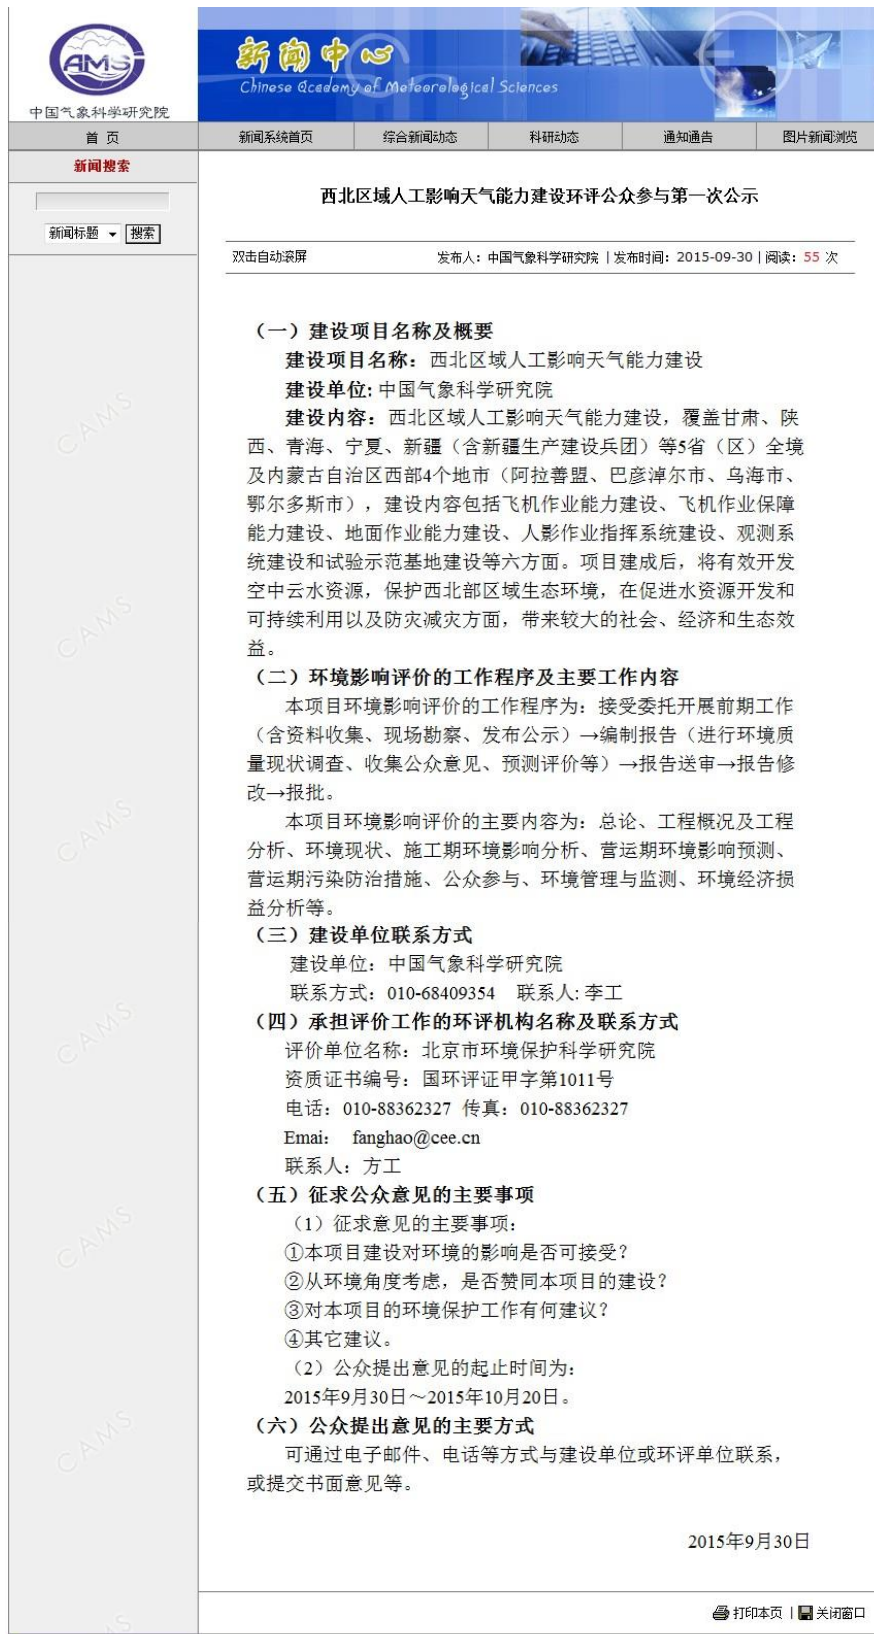 CAMS
中国气象科学研究院
新闻中心
Chinese Academy of Meteorological Sciences
首 页
新闻系统首页
综合新闻动态
科研动态
通知通告
图片新闻浏览
新闻搜索
新闻标题
搜索
西北区域人工影响天气能力建设环评公众参与第一次公示
双击自动滚屏
发布人：中国气象科学研究院 | 发布时间：2015-09-30 | 阅读：55 次
（一）建设项目名称及概要
建设项目名称：西北区域人工影响天气能力建设
建设单位: 中国气象科学研究院
建设内容：西北区域人工影响天气能力建设，覆盖甘肃、陕
西、青海、宁夏、新疆（含新疆生产建设兵团）等5省（区）全境
及内蒙古自治区西部4个地市（阿拉善盟、巴彦淖尔市、乌海市、
鄂尔多斯市），建设内容包括飞机作业能力建设、飞机作业保障
能力建设、地面作业能力建设、人影作业指挥系统建设、观测系
统建设和试验示范基地建设等六方面。项目建成后，将有效开发
空中云水资源，保护西北部区域生态环境，在促进水资源开发和
可持续利用以及防灾减灾方面，带来较大的社会、经济和生态效
益。
（二）环境影响评价的工作程序及主要工作内容
本项目环境影响评价的工作程序为：接受委托开展前期工作
（含资料收集、现场勘察、发布公示）→编制报告（进行环境质
量现状调查、收集公众意见、预测评价等）→报告送审→报告修
改→报批。
本项目环境影响评价的主要内容为：总论、工程概况及工程
分析、环境现状、施工期环境影响分析、营运期环境影响预测、
营运期污染防治措施、公众参与、环境管理与监测、环境经济损
益分析等。
（三）建设单位联系方式
建设单位：中国气象科学研究院
联系方式：010-68409354 联系人: 李工
（四）承担评价工作的环评机构名称及联系方式
评价单位名称：北京市环境保护科学研究院
资质证书编号：国环评证甲字第1011号
电话：010-88362327 传真：010-88362327
Emai： fanghao@cee.cn
联系人：方工
（五）征求公众意见的主要事项
（1）征求意见的主要事项：
①本项目建设对环境的影响是否可接受？
②从环境角度考虑，是否赞同本项目的建设？
③对本项目的环境保护工作有何建议？
④其它建议。
（2）公众提出意见的起止时间为：
2015年9月30日～2015年10月20日。
（六）公众提出意见的主要方式
可通过电子邮件、电话等方式与建设单位或环评单位联系，
或提交书面意见等。
2015年9月30日
打印本页 | 关闭窗口
CAMS
CAMS
CAMS
CAMS
CAMS
CAMS